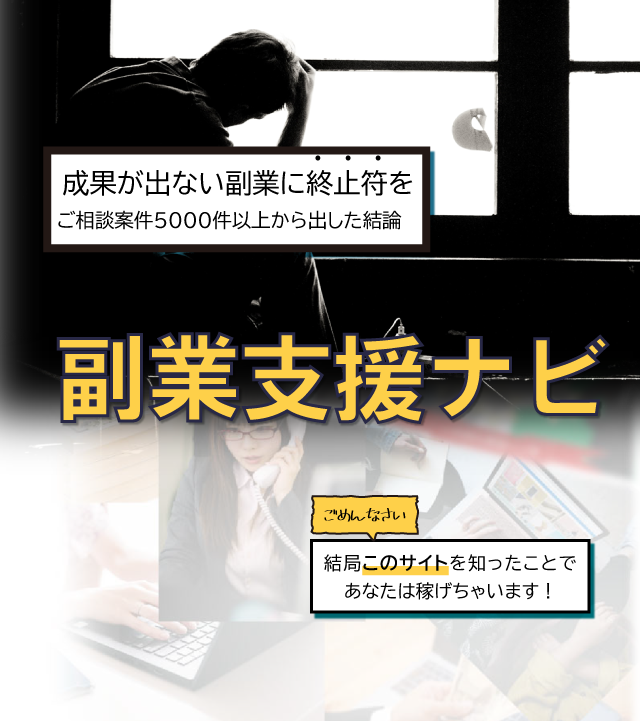 成果が出ない副業に終止符を
ご相談案件5000件以上から出した結論
副業支援ナビ
ごめんなさい
結局このサイトを知ったことで
あなたは稼げちゃいます！